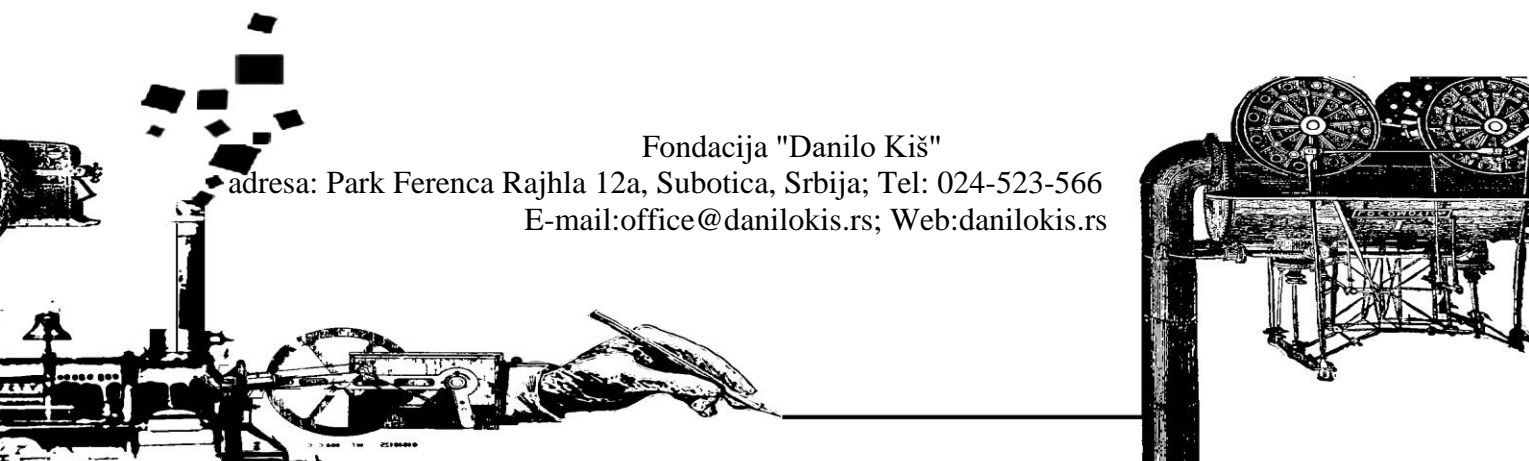 Fondacija "Danilo Kiš"
adresa: Park Ferenca Rajhla 12a, Subotica, Srbija; Tel: 024-523-566
E-mail:office@danilokis.rs; Web:danilokis.rs